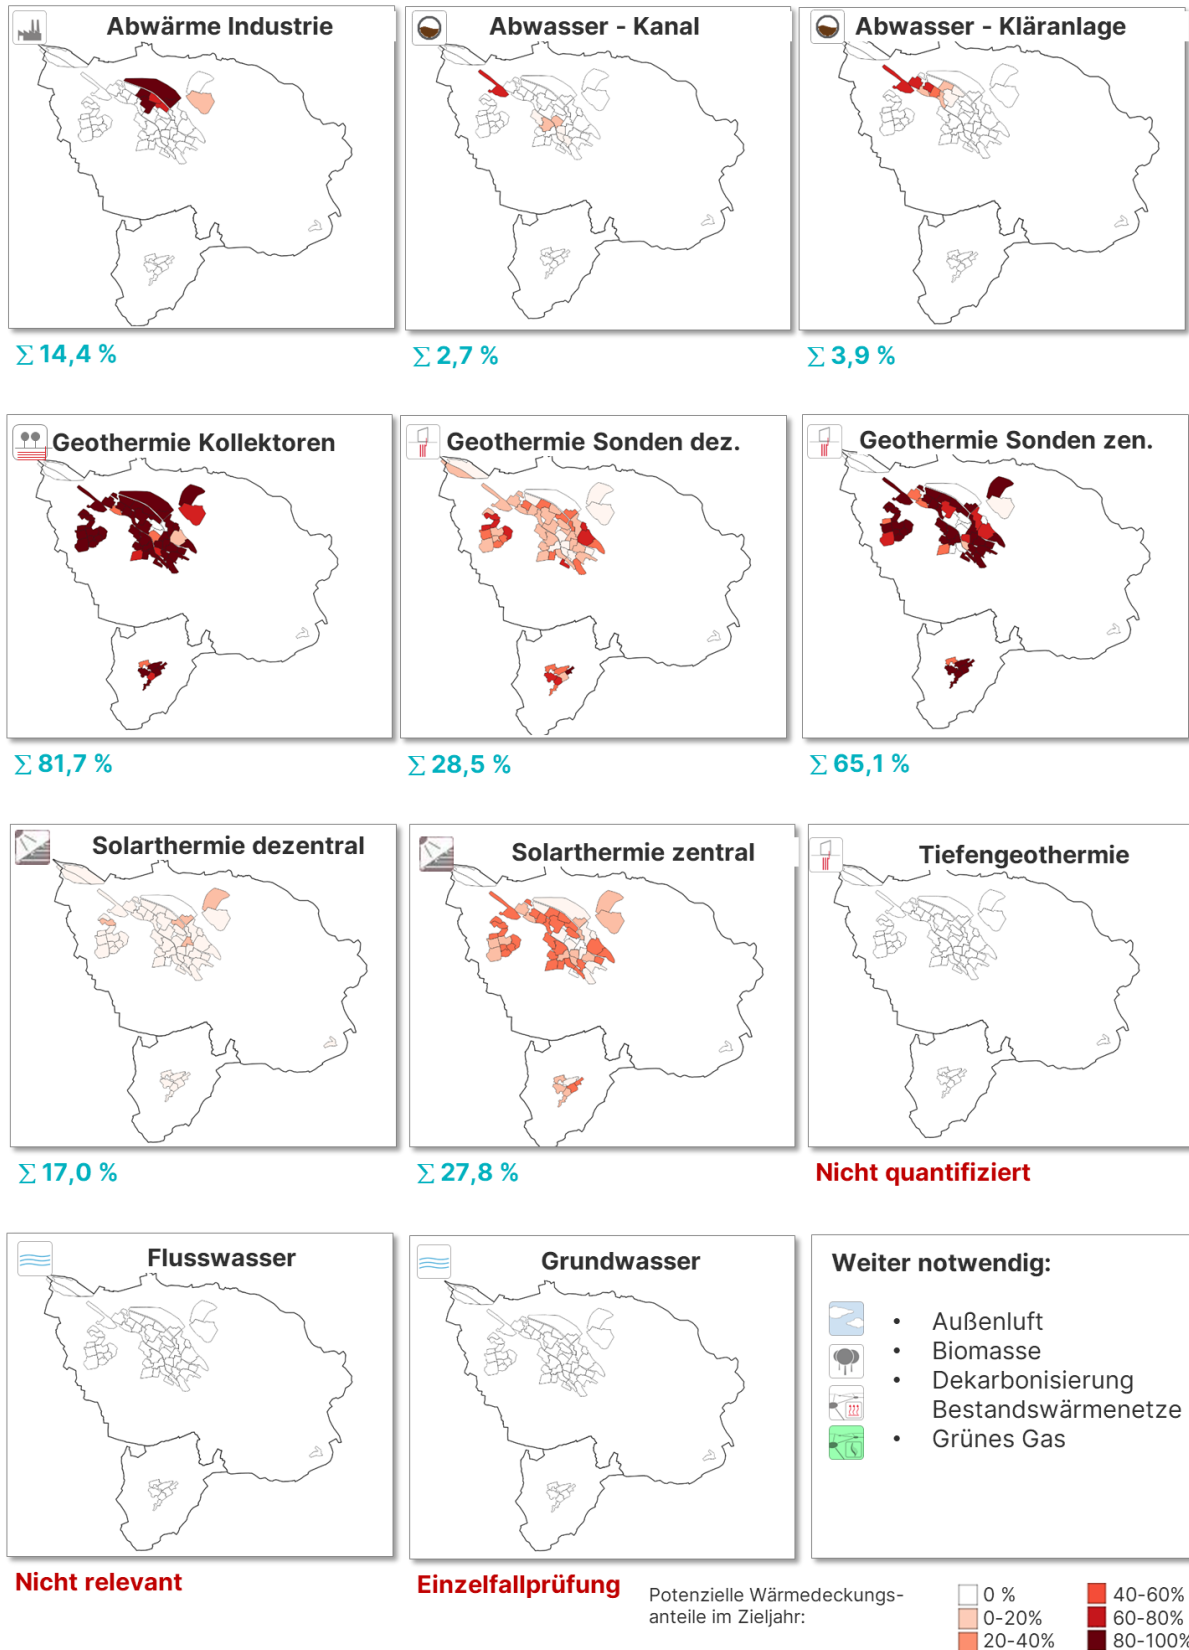 Abwärme Industrie
Abwasser - Kanal
Abwasser - Kläranlage
∑ 14,4 %
∑ 2,7 %
∑ 3,9 %
Geothermie Kollektoren
Geothermie Sonden dez.
Geothermie Sonden zen.
∑ 81,7 %
∑ 28,5 %
∑ 65,1 %
Solarthermie dezentral
Solarthermie zentral
Tiefengeothermie
∑ 17,0 %
∑ 27,8 %
Nicht quantifiziert
Flusswasser
Grundwasser
Weiter notwendig:
• Außenluft
• Biomasse
• Dekarbonisierung
Bestandswärmenetze
• Grünes Gas
Nicht relevant
Einzelfallprüfung
Potenzielle Wärmedeckungs-
anteile im Zieljahr:
0 %
0-20%
20-40%
40-60%
60-80%
80-100%